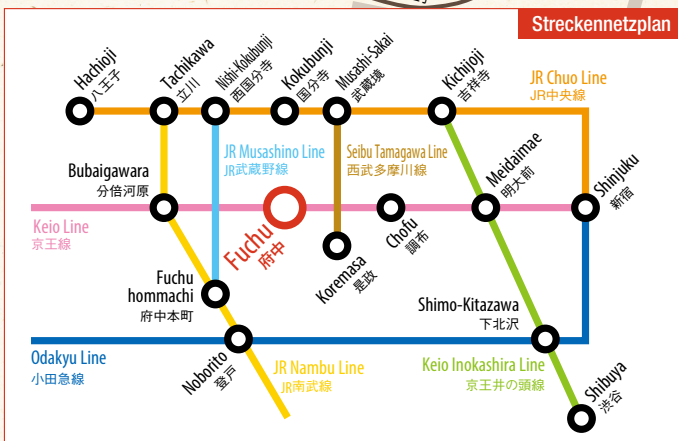 Streckennetzplan
Hachioji
八王子
Tachikawa
立川
Nishi-Kokubunji
西国分寺
Kokubunji
国分寺
Musashi-Sakai
武蔵境
Kichijoji
吉祥寺
JR Chuo Line
JR中央線
Bubaigawara
分倍河原
JR Musashino Line
JR武蔵野線
Seibu Tamagawa Line
西武多摩川線
Meidaimae
明大前
Shinjuku
新宿
Keio Line
京王線
Fuchu
府中
Chofu
調布
Koremasa
是政
Fuchu
hommachi
府中本町
Shimo-Kitazawa
下北沢
Odakyu Line
小田急線
Noborito
登戸
JR Nambu Line
JR南武線
Keio Inokashira Line
京王井の頭線
Shibuya
渋谷